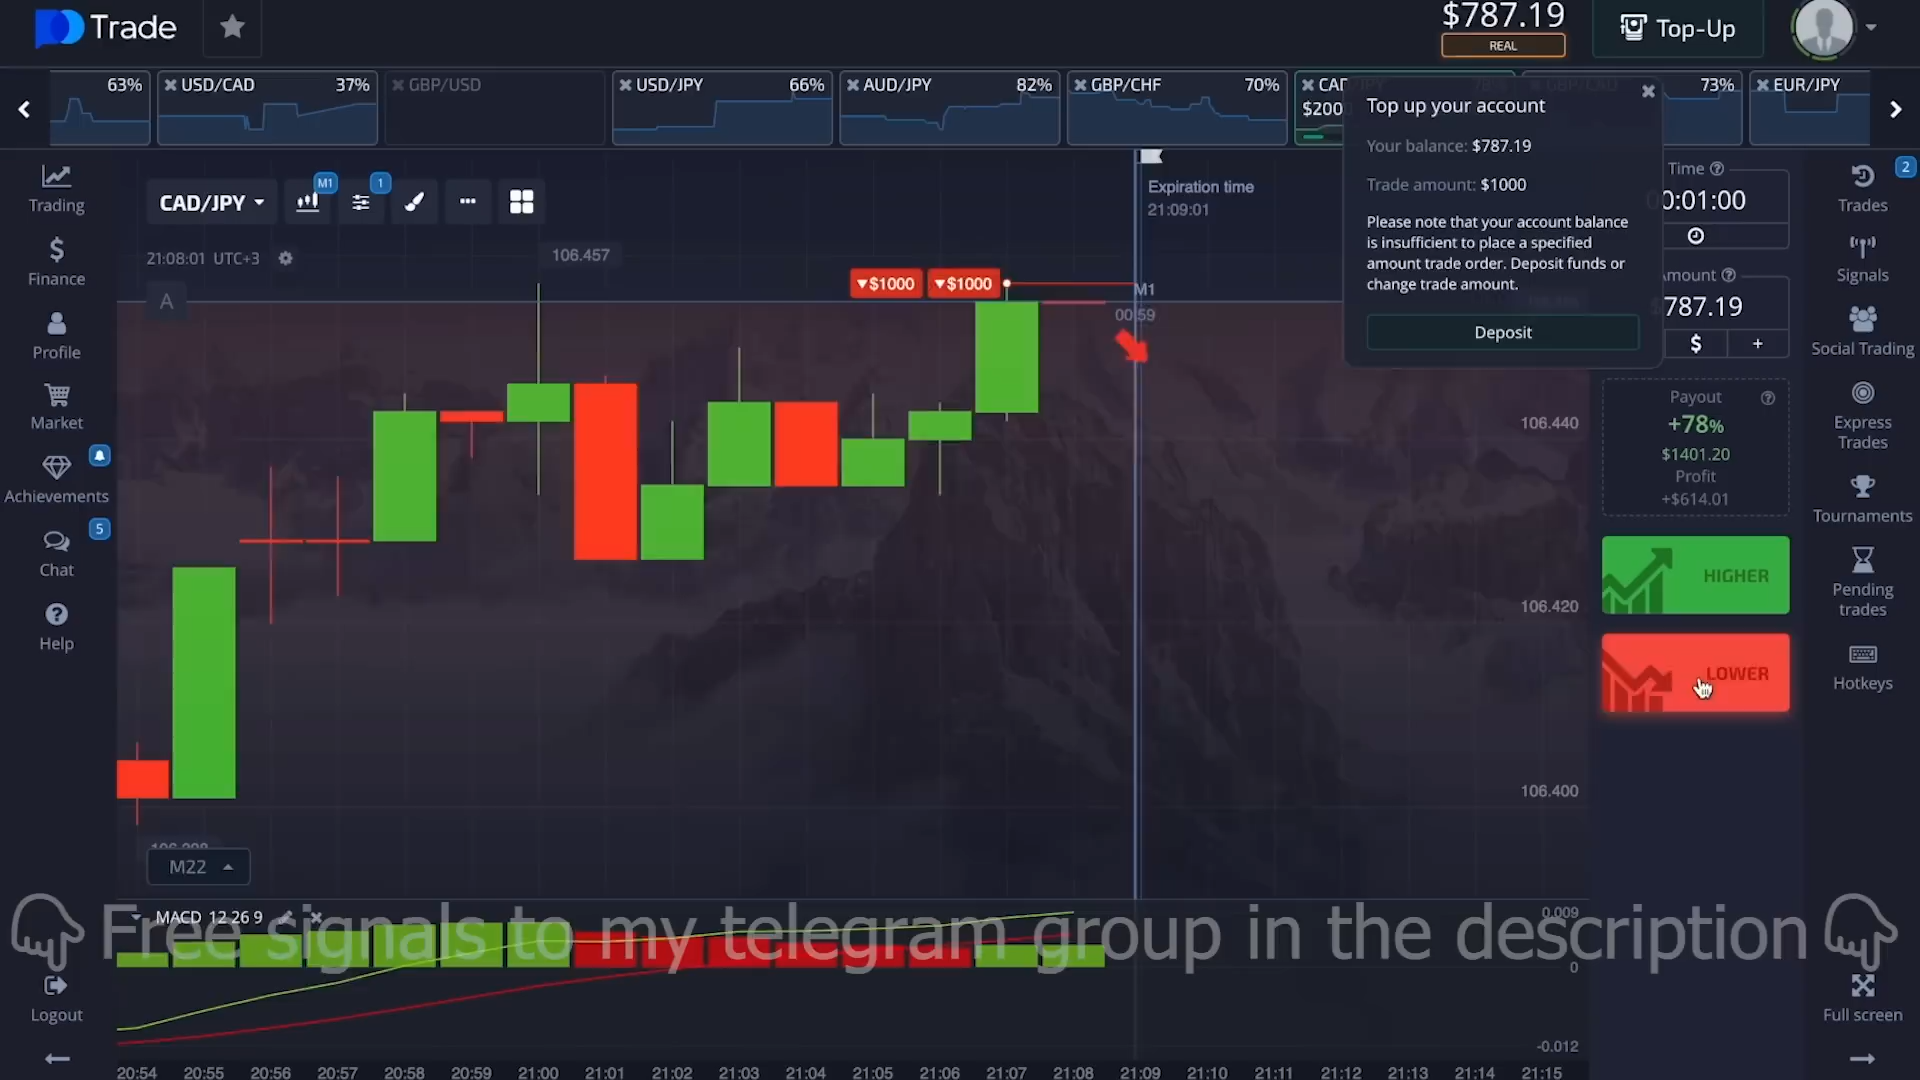 Trade
$787.19
REAL
Top-Up
63%
USD/CAD 37%
GBP/USD
USD/JPY 66%
AUD/JPY 82%
GBP/CHF 70%
CAD/JPY 78%
$2000
GBP/CAD 73%
EUR/JPY
Top up your account
Your balance: $787.19
Trade amount: $1000
Please note that your account balance
is insufficient to place a specified
amount trade order. Deposit funds or
change trade amount.
Deposit
Trading
Finance
Profile
Market
Achievements
5
Chat
Help
Logout
CAD/JPY
M1
1
21:08:01 UTC+3
106.457
A
$1000
$1000
Expiration time
21:09:01
M1
00:59
106.440
106.420
106.400
M22
MACD 12 26 9
0.009
0
-0.012
Time
00:01:00
Amount
787.19
$
+
Payout
+78%
$1401.20
Profit
+$614.01
HIGHER
LOWER
2
Trades
Signals
Social Trading
Express
Trades
Tournaments
Pending
trades
Hotkeys
Full screen
Free signals to my telegram group in the description
20:54 20:55 20:56 20:57 20:58 20:59 21:00 21:01 21:02 21:03 21:04 21:05 21:06 21:07 21:08 21:09 21:10 21:11 21:12 21:13 21:14 21:15